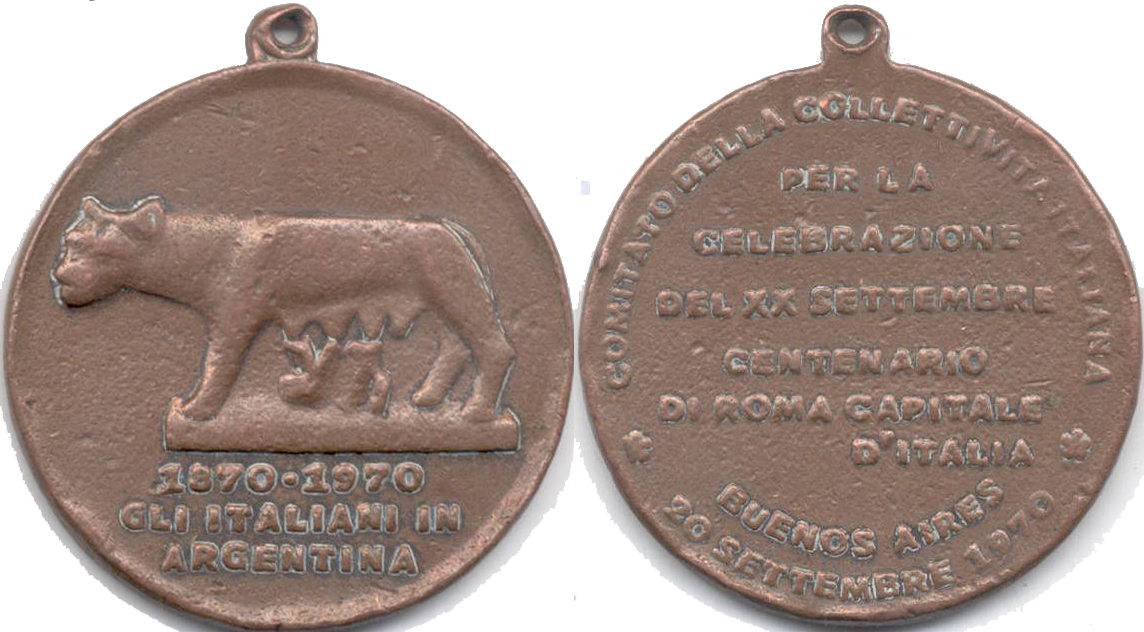 1870·1970
GLI ITALIANI IN
ARGENTINA
COMITATO DELLA COLLETTIVITA ITALIANA
PER LA
CELEBRAZIONE
DEL XX SETTEMBRE
CENTENARIO
DI ROMA CAPITALE
D'ITALIA
BUENOS AIRES
20 SETTEMBRE 1970